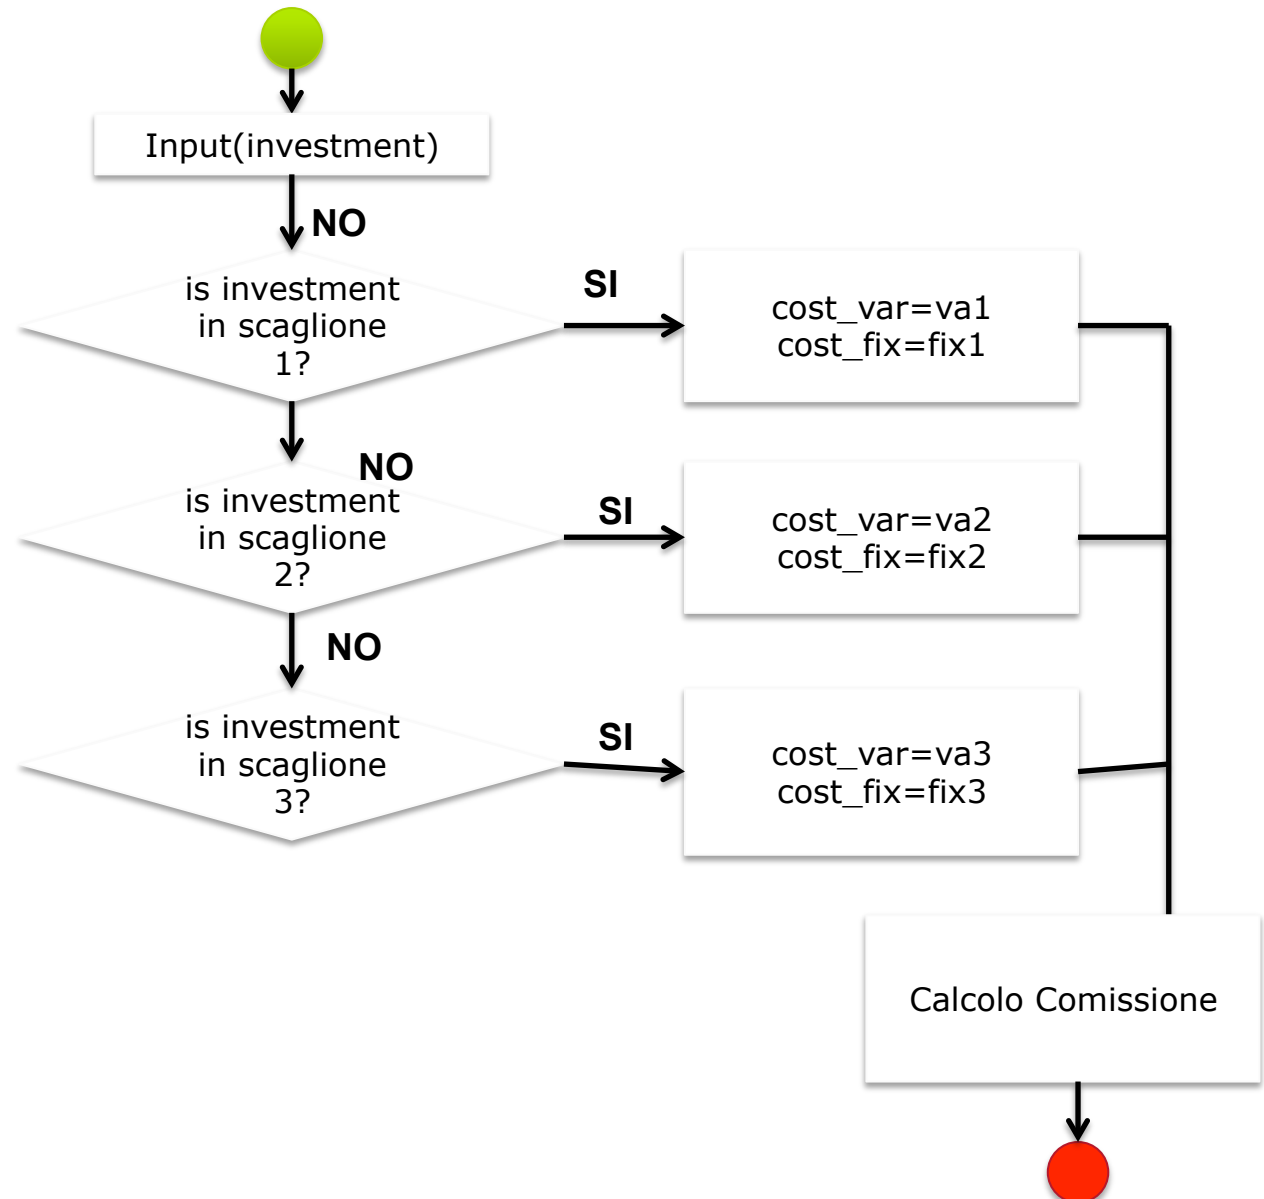 Input(investment)
NO
is investment
in scaglione
1?
SI
cost_var=va1
cost_fix=fix1
NO
is investment
in scaglione
2?
SI
cost_var=va2
cost_fix=fix2
NO
is investment
in scaglione
3?
SI
cost_var=va3
cost_fix=fix3
Calcolo Comissione